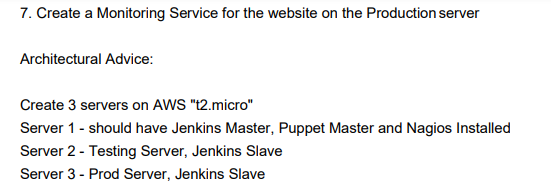 7. Create a Monitoring Service for the website on the Production server
Architectural Advice:
Create 3 servers on AWS "t2.micro"
Server 1 - should have Jenkins Master, Puppet Master and Nagios Installed
Server 2 - Testing Server, Jenkins Slave
Server 3 - Prod Server, Jenkins Slave